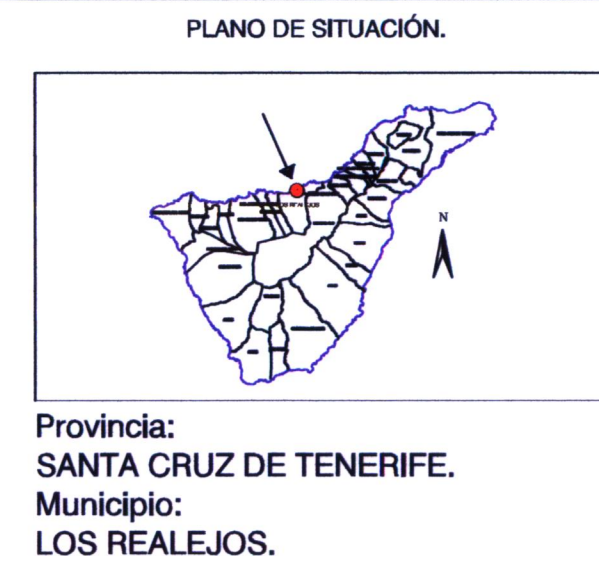 PLANO DE SITUACIÓN.
N
Provincia:
SANTA CRUZ DE TENERIFE.
Municipio:
LOS REALEJOS.